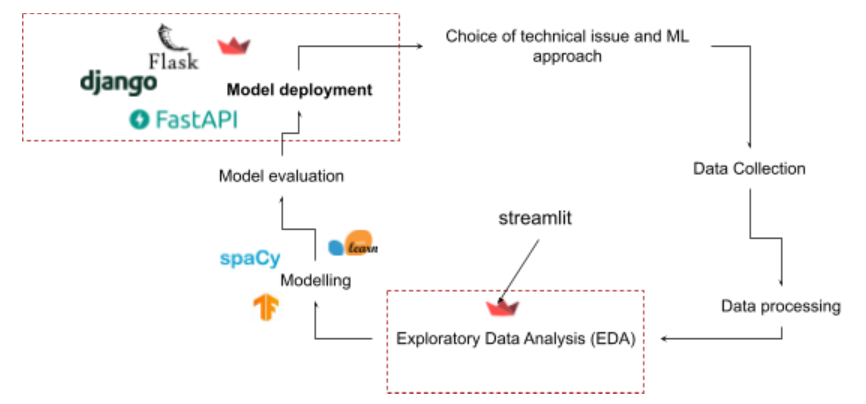 Flask
django
Model deployment
FastAPI
Choice of technical issue and ML
approach
Data Collection
Model evaluation
streamlit
learn
spaCy
Modelling
Data processing
Exploratory Data Analysis (EDA)